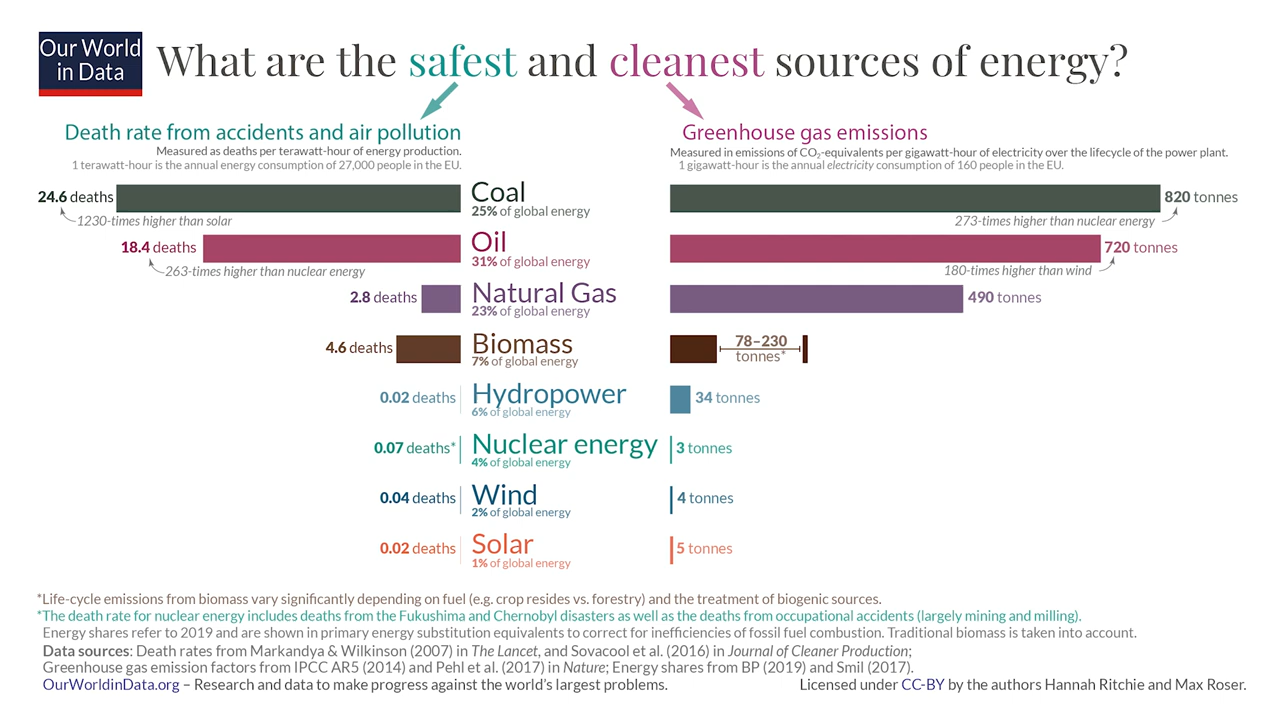 Our World
in Data
What are the safest and cleanest sources of energy?
Death rate from accidents and air pollution
Measured as deaths per terawatt-hour of energy production.
1 terawatt-hour is the annual energy consumption of 27,000 people in the EU.
Greenhouse gas emissions
Measured in emissions of CO₂-equivalents per gigawatt-hour of electricity over the lifecycle of the power plant.
1 gigawatt-hour is the annual electricity consumption of 160 people in the EU.
24.6 deaths
1230-times higher than solar
Coal
25% of global energy
820 tonnes
273-times higher than nuclear energy
18.4 deaths
263-times higher than nuclear energy
Oil
31% of global energy
720 tonnes
180-times higher than wind
2.8 deaths
Natural Gas
23% of global energy
490 tonnes
4.6 deaths
Biomass
7% of global energy
78–230
tonnes*
0.02 deaths
Hydropower
6% of global energy
34 tonnes
0.07 deaths*
Nuclear energy
4% of global energy
3 tonnes
0.04 deaths
Wind
2% of global energy
4 tonnes
0.02 deaths
Solar
1% of global energy
5 tonnes
*Life-cycle emissions from biomass vary significantly depending on fuel (e.g. crop resides vs. forestry) and the treatment of biogenic sources.
*The death rate for nuclear energy includes deaths from the Fukushima and Chernobyl disasters as well as the deaths from occupational accidents (largely mining and milling).
Energy shares refer to 2019 and are shown in primary energy substitution equivalents to correct for inefficiencies of fossil fuel combustion. Traditional biomass is taken into account.
Data sources: Death rates from Markandya & Wilkinson (2007) in The Lancet, and Sovacool et al. (2016) in Journal of Cleaner Production;
Greenhouse gas emission factors from IPCC AR5 (2014) and Pehl et al. (2017) in Nature; Energy shares from BP (2019) and Smil (2017).
OurWorldinData.org – Research and data to make progress against the world's largest problems.
Licensed under CC-BY by the authors Hannah Ritchie and Max Roser.